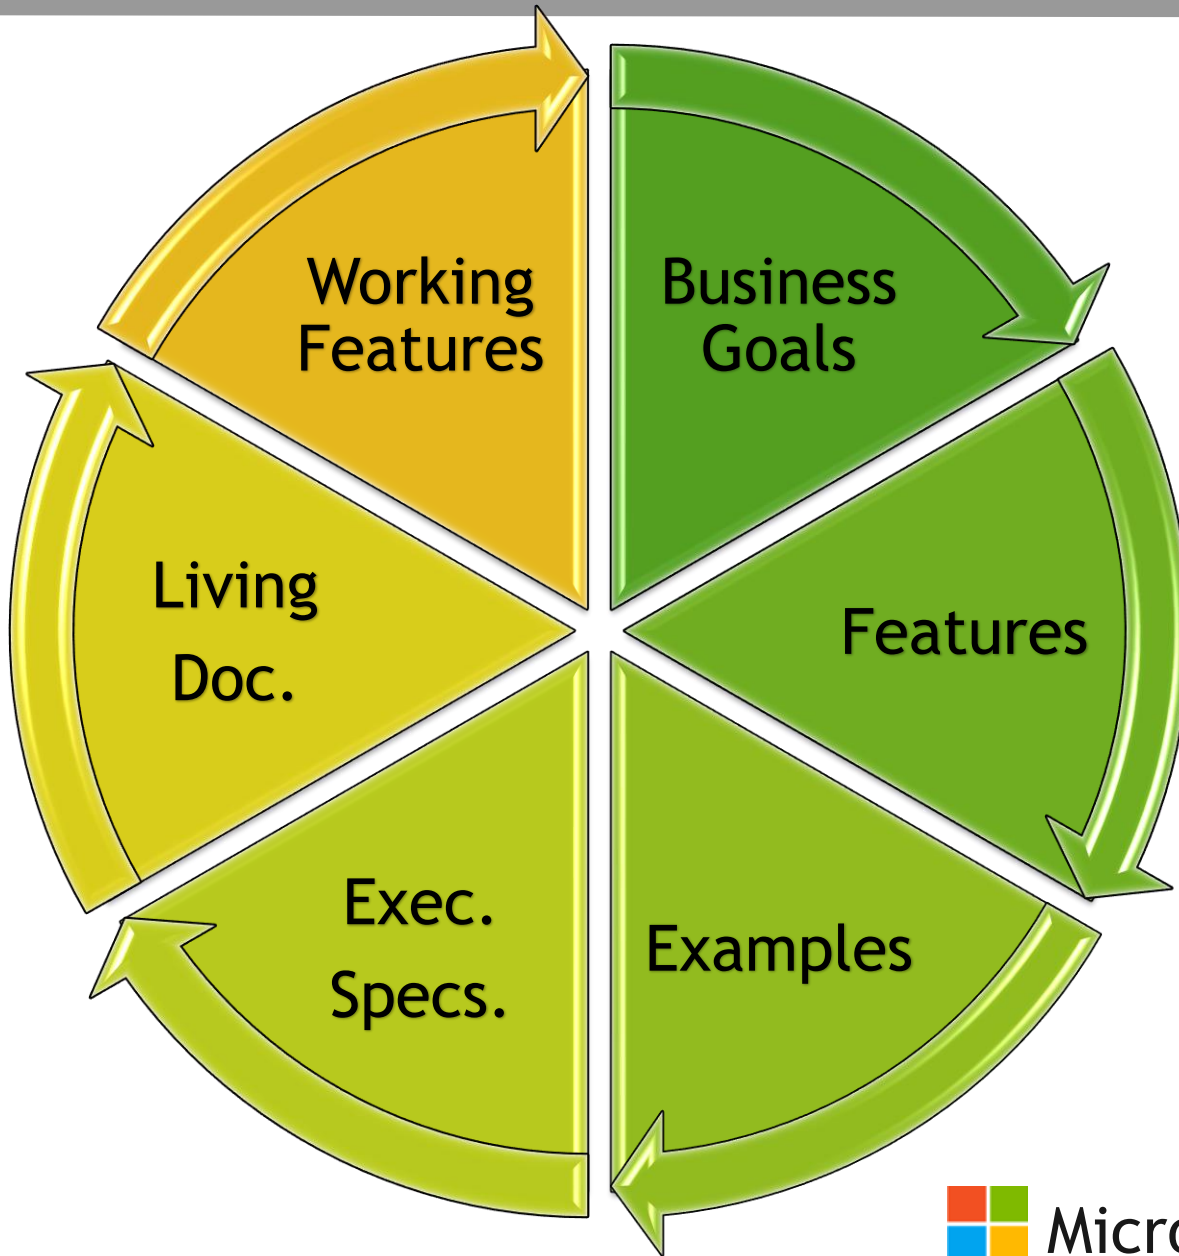 Working
Features
Business
Goals
Living
Doc.
Features
Exec.
Specs.
Examples